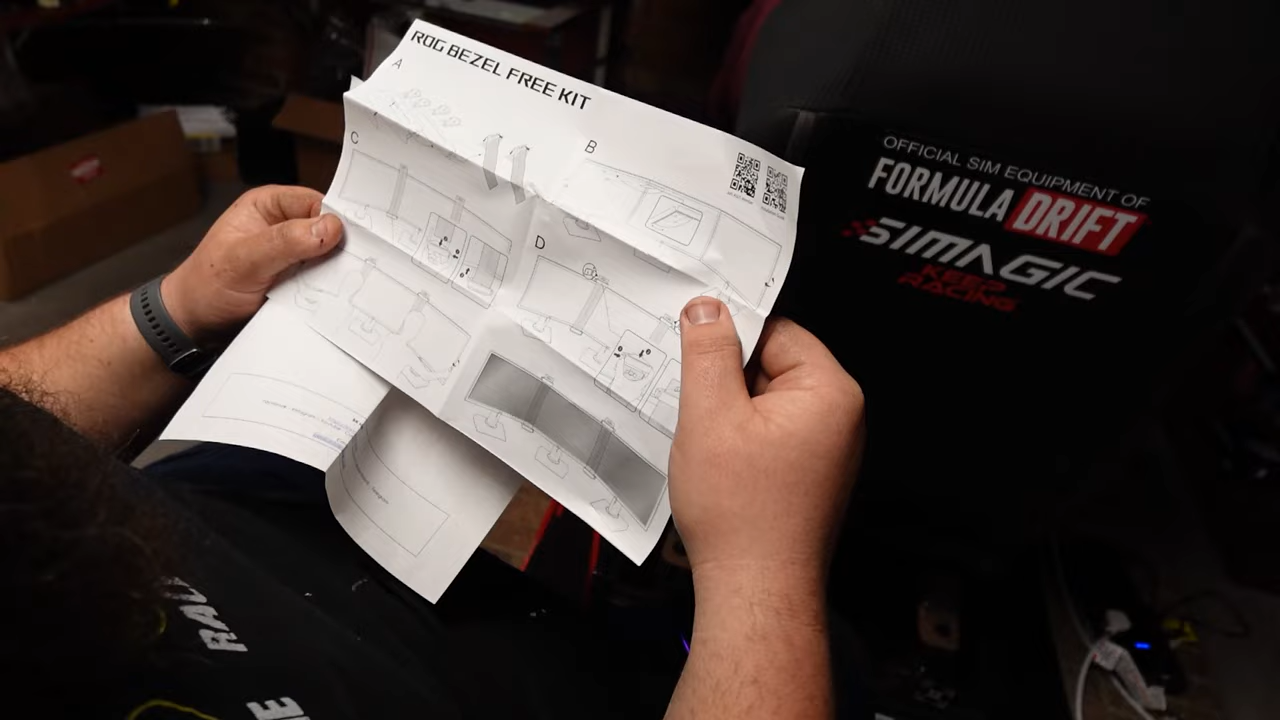 ROG BEZEL FREE KIT
A
B
C
D
OFFICIAL SIM EQUIPMENT OF
FORMULA DRIFT
SIMAGIC
KEEP
RACING